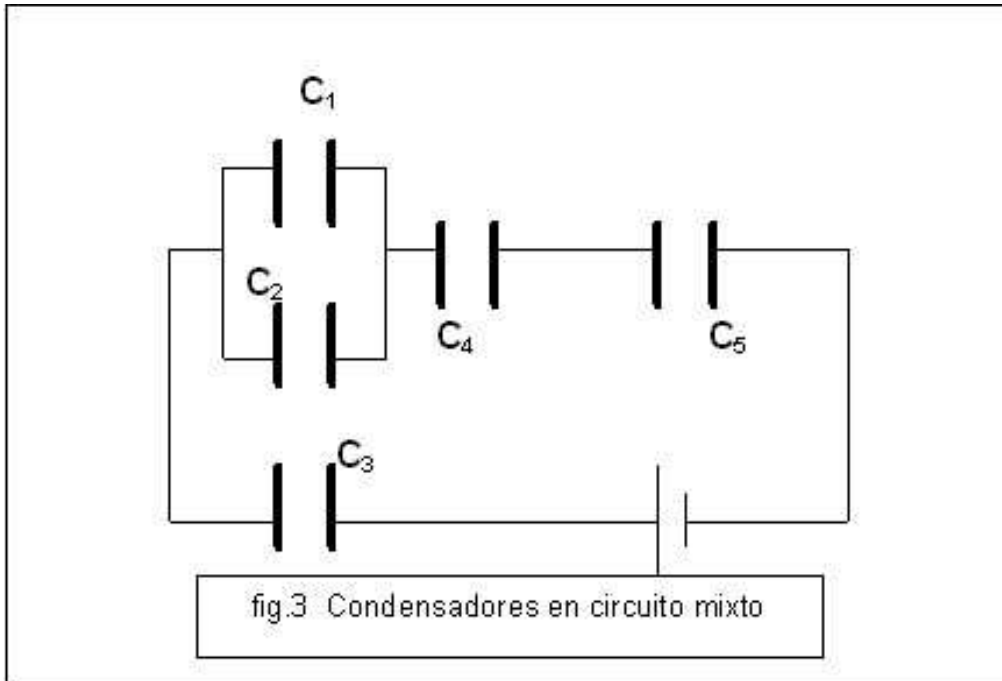 C₁
C₂
C₄
C₅
C₃
fig.3 Condensadores en circuito mixto